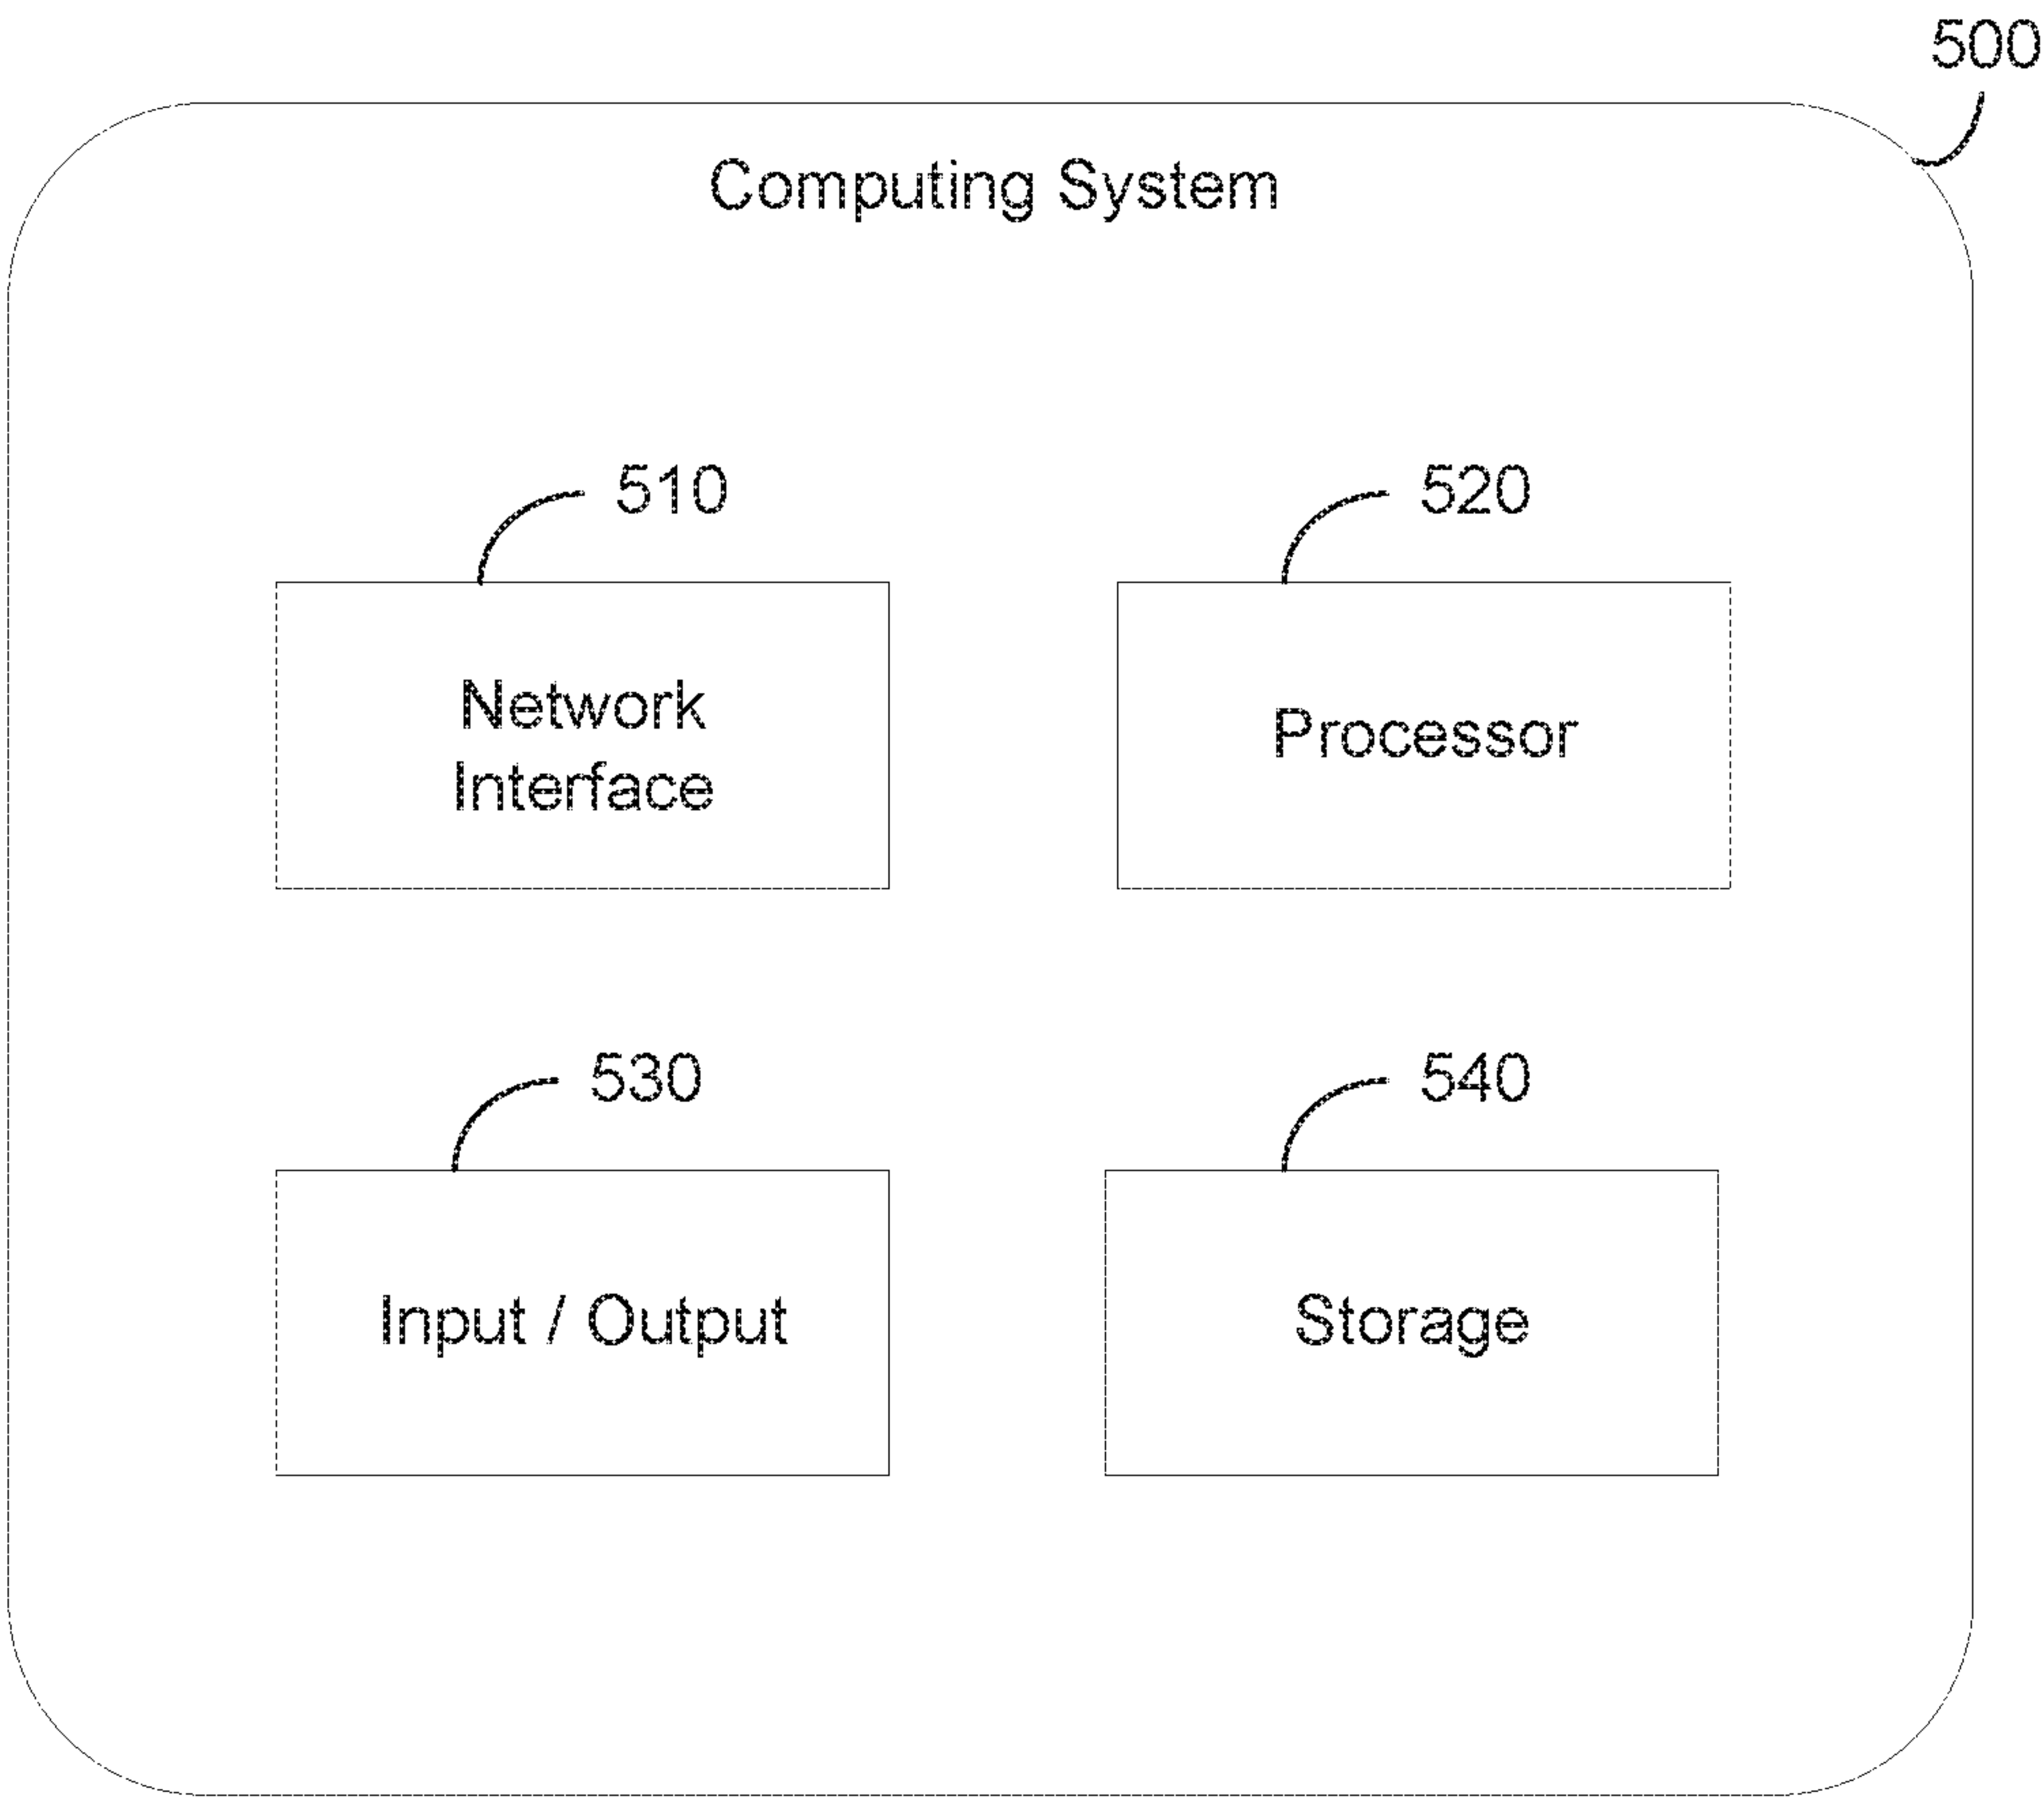 500
Computing System
510
520
Network
Interface
Processor
530
540
Input / Output
Storage